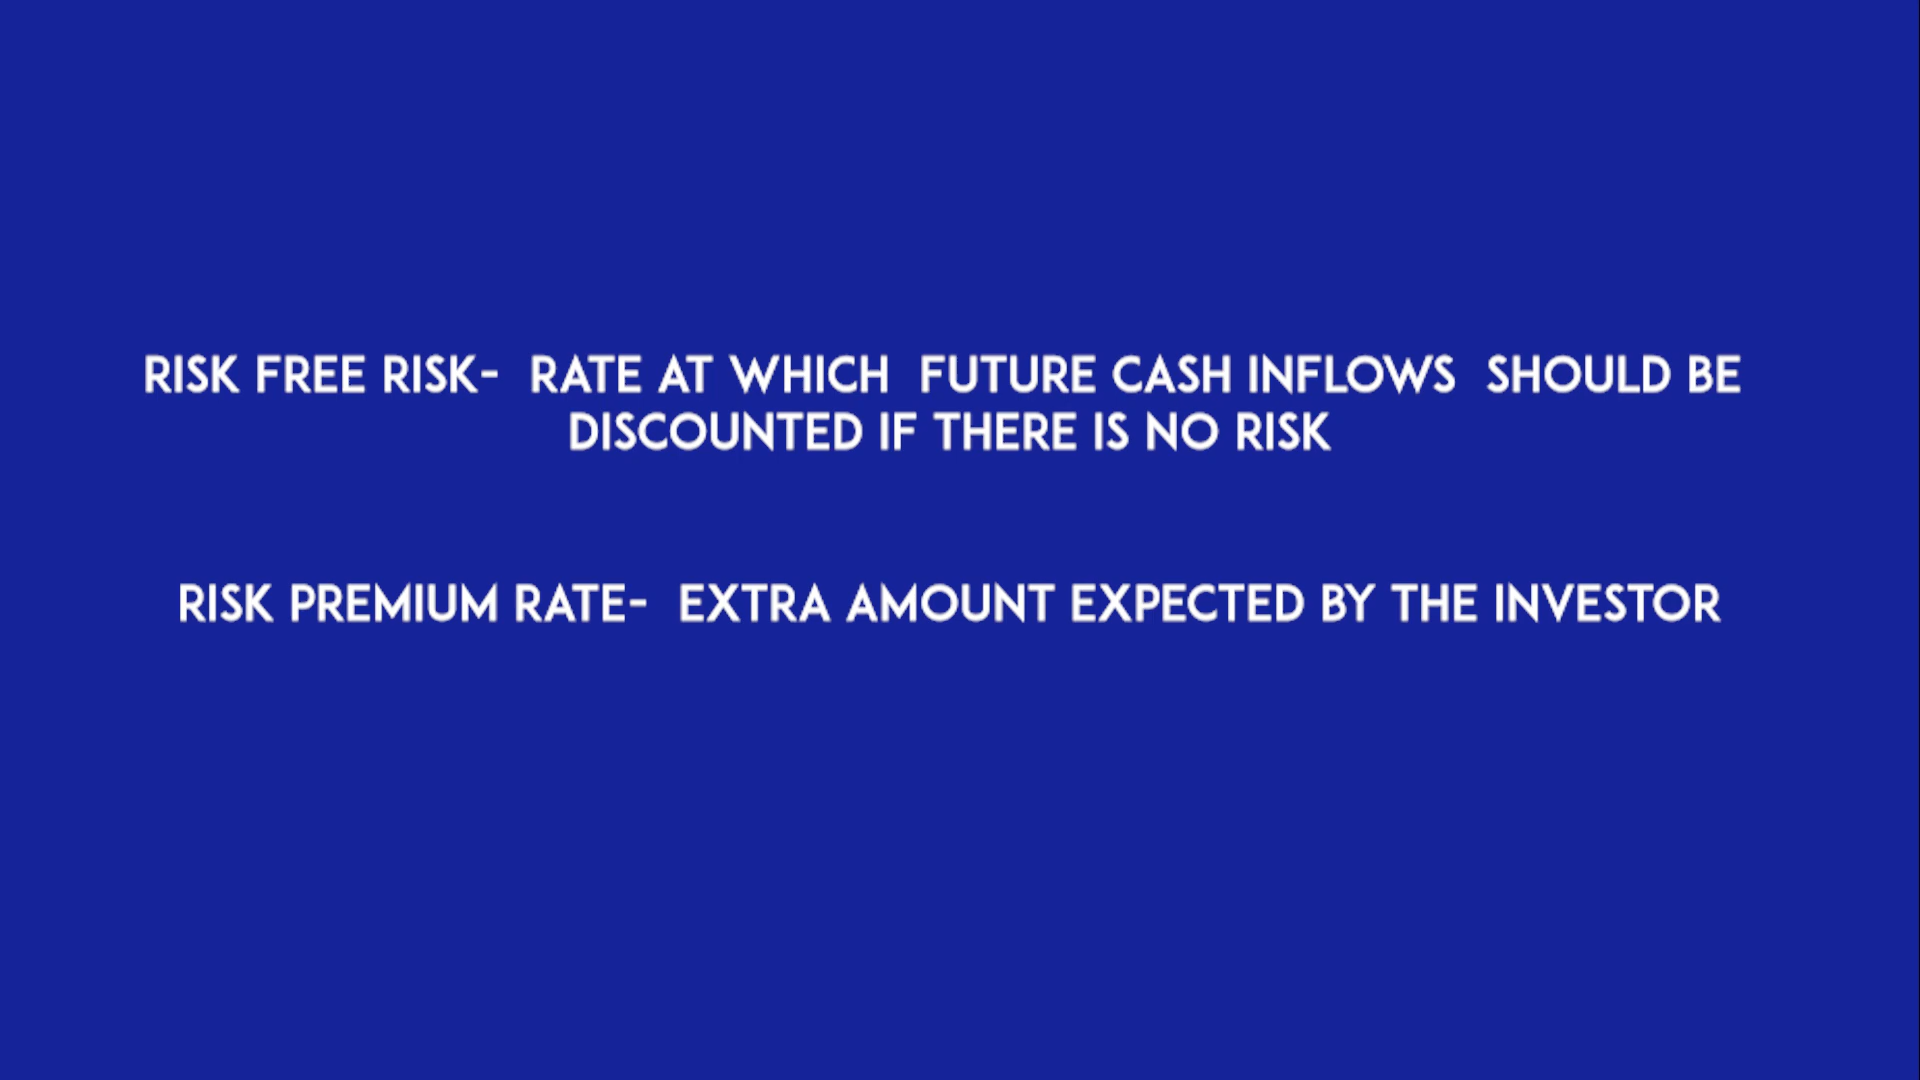 RISK FREE RISK- RATE AT WHICH FUTURE CASH INFLOWS SHOULD BE
DISCOUNTED IF THERE IS NO RISK
RISK PREMIUM RATE- EXTRA AMOUNT EXPECTED BY THE INVESTOR